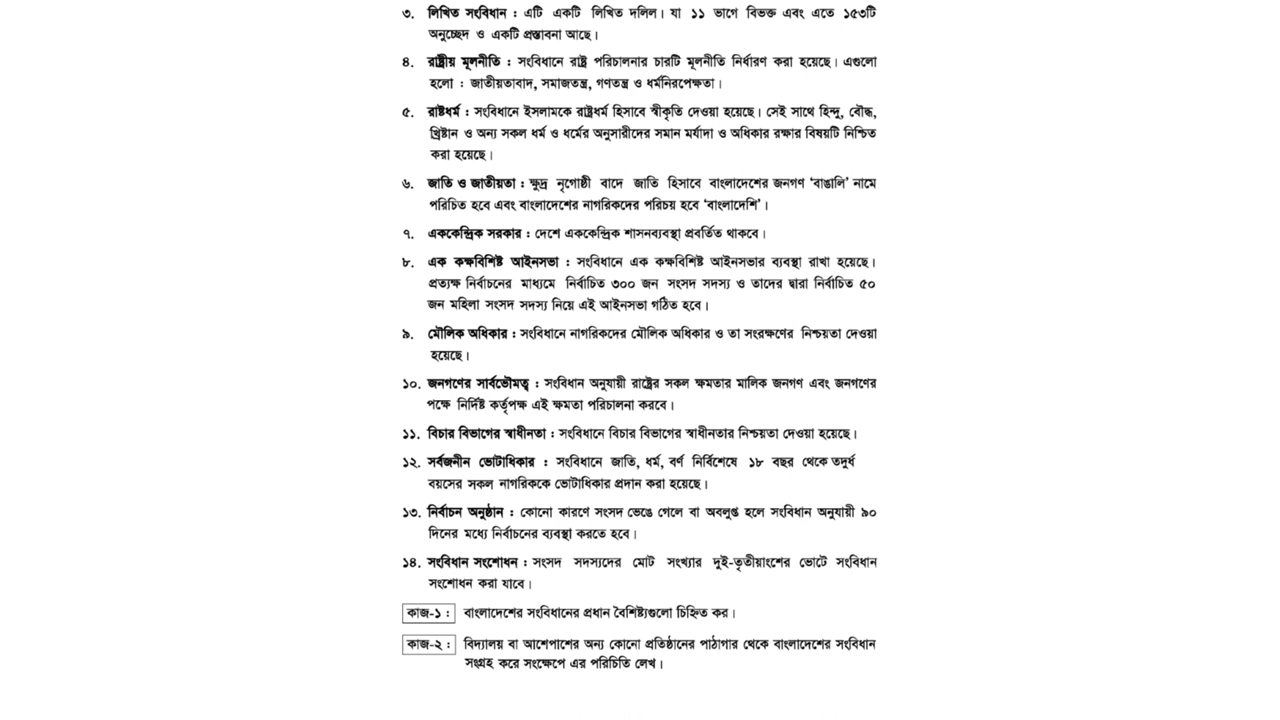 ৩. লিখিত সংবিধান : এটি একটি লিখিত দলিল। যা ১১ ভাগে বিভক্ত এবং এতে ১৫৩টি
অনুচ্ছেদ ও একটি প্রস্তাবনা আছে।
৪. রাষ্ট্রীয় মূলনীতি : সংবিধানে রাষ্ট্র পরিচালনার চারটি মূলনীতি নির্ধারণ করা হয়েছে। এগুলো
হলো : জাতীয়তাবাদ, সমাজতন্ত্র, গণতন্ত্র ও ধর্মনিরপেক্ষতা।
৫. রাষ্টধর্ম : সংবিধানে ইসলামকে রাষ্ট্রধর্ম হিসাবে স্বীকৃতি দেওয়া হয়েছে। সেই সাথে হিন্দু, বৌদ্ধ,
খ্রিষ্টান ও অন্য সকল ধর্ম ও ধর্মের অনুসারীদের সমান মর্যাদা ও অধিকার রক্ষার বিষয়টি নিশ্চিত
করা হয়েছে।
৬. জাতি ও জাতীয়তা : ক্ষুদ্র নৃগোষ্ঠী বাদে জাতি হিসাবে বাংলাদেশের জনগণ ‘বাঙালি’ নামে
পরিচিত হবে এবং বাংলাদেশের নাগরিকদের পরিচয় হবে ‘বাংলাদেশি’।
৭. এককেন্দ্রিক সরকার : দেশে এককেন্দ্রিক শাসনব্যবস্থা প্রবর্তিত থাকবে।
৮. এক কক্ষবিশিষ্ট আইনসভা : সংবিধানে এক কক্ষবিশিষ্ট আইনসভার ব্যবস্থা রাখা হয়েছে।
প্রত্যক্ষ নির্বাচনের মাধ্যমে নির্বাচিত ৩০০ জন সংসদ সদস্য ও তাদের দ্বারা নির্বাচিত ৫০
জন মহিলা সংসদ সদস্য নিয়ে এই আইনসভা গঠিত হবে।
৯. মৌলিক অধিকার : সংবিধানে নাগরিকদের মৌলিক অধিকার ও তা সংরক্ষণের নিশ্চয়তা দেওয়া
হয়েছে।
১০. জনগণের সার্বভৌমত্ব : সংবিধান অনুযায়ী রাষ্ট্রের সকল ক্ষমতার মালিক জনগণ এবং জনগণের
পক্ষে নির্দিষ্ট কর্তৃপক্ষ এই ক্ষমতা পরিচালনা করবে।
১১. বিচার বিভাগের স্বাধীনতা : সংবিধানে বিচার বিভাগের স্বাধীনতার নিশ্চয়তা দেওয়া হয়েছে।
১২. সর্বজনীন ভোটাধিকার : সংবিধানে জাতি, ধর্ম, বর্ণ নির্বিশেষে ১৮ বছর থেকে তদুর্ধ
বয়সের সকল নাগরিককে ভোটাধিকার প্রদান করা হয়েছে।
১৩. নির্বাচন অনুষ্ঠান : কোনো কারণে সংসদ ভেঙে গেলে বা অবলুপ্ত হলে সংবিধান অনুযায়ী ৯০
দিনের মধ্যে নির্বাচনের ব্যবস্থা করতে হবে।
১৪. সংবিধান সংশোধন : সংসদ সদস্যদের মোট সংখ্যার দুই-তৃতীয়াংশের ভোটে সংবিধান
সংশোধন করা যাবে।
কাজ-১ : বাংলাদেশের সংবিধানের প্রধান বৈশিষ্ট্যগুলো চিহ্নিত কর।
কাজ-২ : বিদ্যালয় বা আশেপাশের অন্য কোনো প্রতিষ্ঠানের পাঠাগার থেকে বাংলাদেশের সংবিধান
সংগ্রহ করে সংক্ষেপে এর পরিচিতি লেখ।